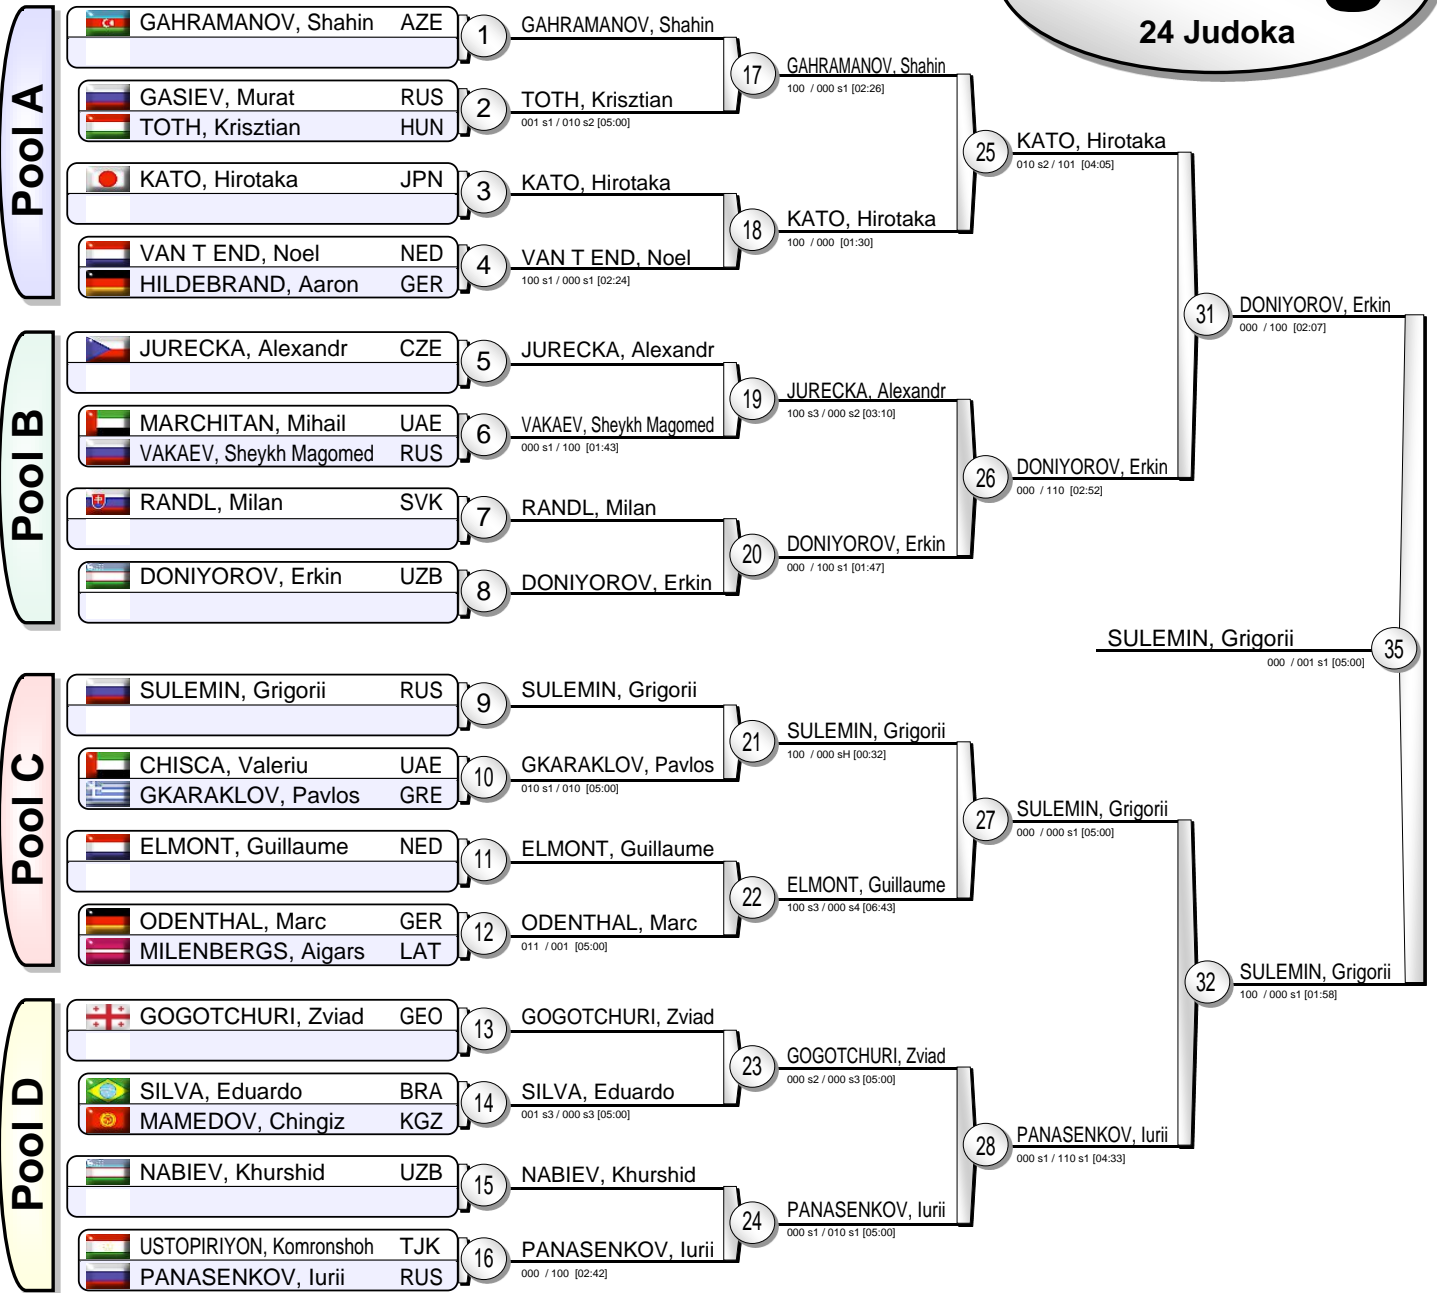 24 Judoka
Pool A
GAHRAMANOV, Shahin AZE
1
GASIEV, Murat RUS
TOTH, Krisztian HUN
2
KATO, Hirotaka JPN
3
VAN T END, Noel NED
HILDEBRAND, Aaron GER
4
Pool B
JURECKA, Alexandr CZE
5
MARCHITAN, Mihail UAE
VAKAEV, Sheykh Magomed RUS
6
RANDL, Milan SVK
7
DONIYOROV, Erkin UZB
8
Pool C
SULEMIN, Grigorii RUS
9
CHISCA, Valeriu UAE
GKARAKLOV, Pavlos GRE
10
ELMONT, Guillaume NED
11
ODENTHAL, Marc GER
MILENBERGS, Aigars LAT
12
Pool D
GOGOTCHURI, Zviad GEO
13
SILVA, Eduardo BRA
MAMEDOV, Chingiz KGZ
14
NABIEV, Khurshid UZB
15
USTOPIRIYON, Komronshoh TJK
PANASENKOV, Iurii RUS
16
GAHRAMANOV, Shahin
17
TOTH, Krisztian
001 s1 / 010 s2 [05:00]
KATO, Hirotaka
18
VAN T END, Noel
100 s1 / 000 s1 [02:24]
JURECKA, Alexandr
19
VAKAEV, Sheykh Magomed
000 s1 / 100 [01:43]
RANDL, Milan
20
DONIYOROV, Erkin
SULEMIN, Grigorii
21
GKARAKLOV, Pavlos
010 s1 / 010 [05:00]
ELMONT, Guillaume
22
ODENTHAL, Marc
011 / 001 [05:00]
GOGOTCHURI, Zviad
23
SILVA, Eduardo
001 s3 / 000 s3 [05:00]
NABIEV, Khurshid
24
PANASENKOV, Iurii
000 / 100 [02:42]
GAHRAMANOV, Shahin
100 / 000 s1 [02:26]
25
KATO, Hirotaka
100 / 000 [01:30]
JURECKA, Alexandr
100 s3 / 000 s2 [03:10]
26
DONIYOROV, Erkin
000 / 100 s1 [01:47]
SULEMIN, Grigorii
100 / 000 sH [00:32]
27
ELMONT, Guillaume
100 s3 / 000 s4 [06:43]
GOGOTCHURI, Zviad
000 s2 / 000 s3 [05:00]
28
PANASENKOV, Iurii
000 s1 / 010 s1 [05:00]
KATO, Hirotaka
010 s2 / 101 [04:05]
31
DONIYOROV, Erkin
000 / 110 [02:52]
SULEMIN, Grigorii
000 / 000 s1 [05:00]
32
PANASENKOV, Iurii
000 s1 / 110 s1 [04:33]
DONIYOROV, Erkin
000 / 100 [02:07]
SULEMIN, Grigorii
35
000 / 001 s1 [05:00]
SULEMIN, Grigorii
100 / 000 s1 [01:58]